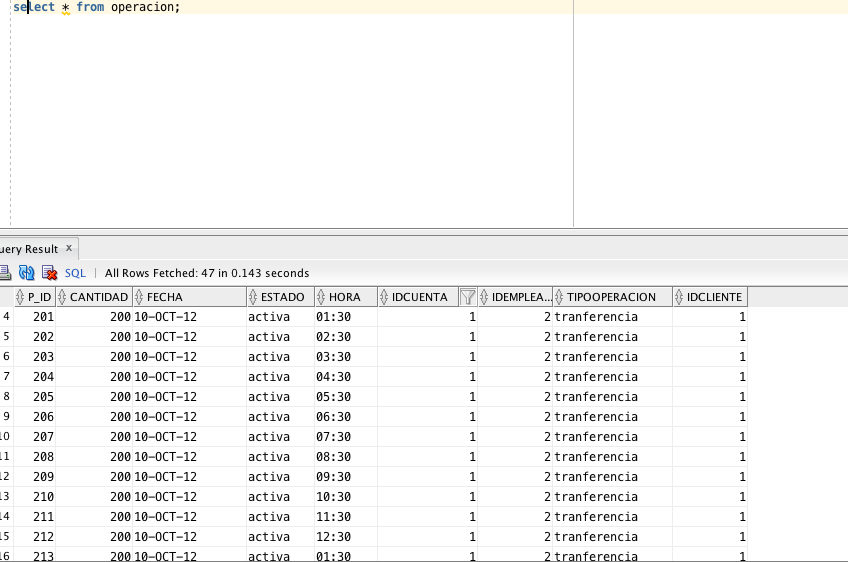 select * from operacion;
uery Result x
SQL | All Rows Fetched: 47 in 0.143 seconds
P_ID CANTIDAD FECHA ESTADO HORA IDCUENTA IDEMPLEA... TIPOOPERACION IDCLIENTE
4 201 200 10-OCT-12 activa 01:30 1 2 tranferencia 1
5 202 200 10-OCT-12 activa 02:30 1 2 tranferencia 1
6 203 200 10-OCT-12 activa 03:30 1 2 tranferencia 1
7 204 200 10-OCT-12 activa 04:30 1 2 tranferencia 1
8 205 200 10-OCT-12 activa 05:30 1 2 tranferencia 1
9 206 200 10-OCT-12 activa 06:30 1 2 tranferencia 1
10 207 200 10-OCT-12 activa 07:30 1 2 tranferencia 1
11 208 200 10-OCT-12 activa 08:30 1 2 tranferencia 1
12 209 200 10-OCT-12 activa 09:30 1 2 tranferencia 1
13 210 200 10-OCT-12 activa 10:30 1 2 tranferencia 1
14 211 200 10-OCT-12 activa 11:30 1 2 tranferencia 1
15 212 200 10-OCT-12 activa 12:30 1 2 tranferencia 1
16 213 200 10-OCT-12 activa 01:30 1 2 tranferencia 1